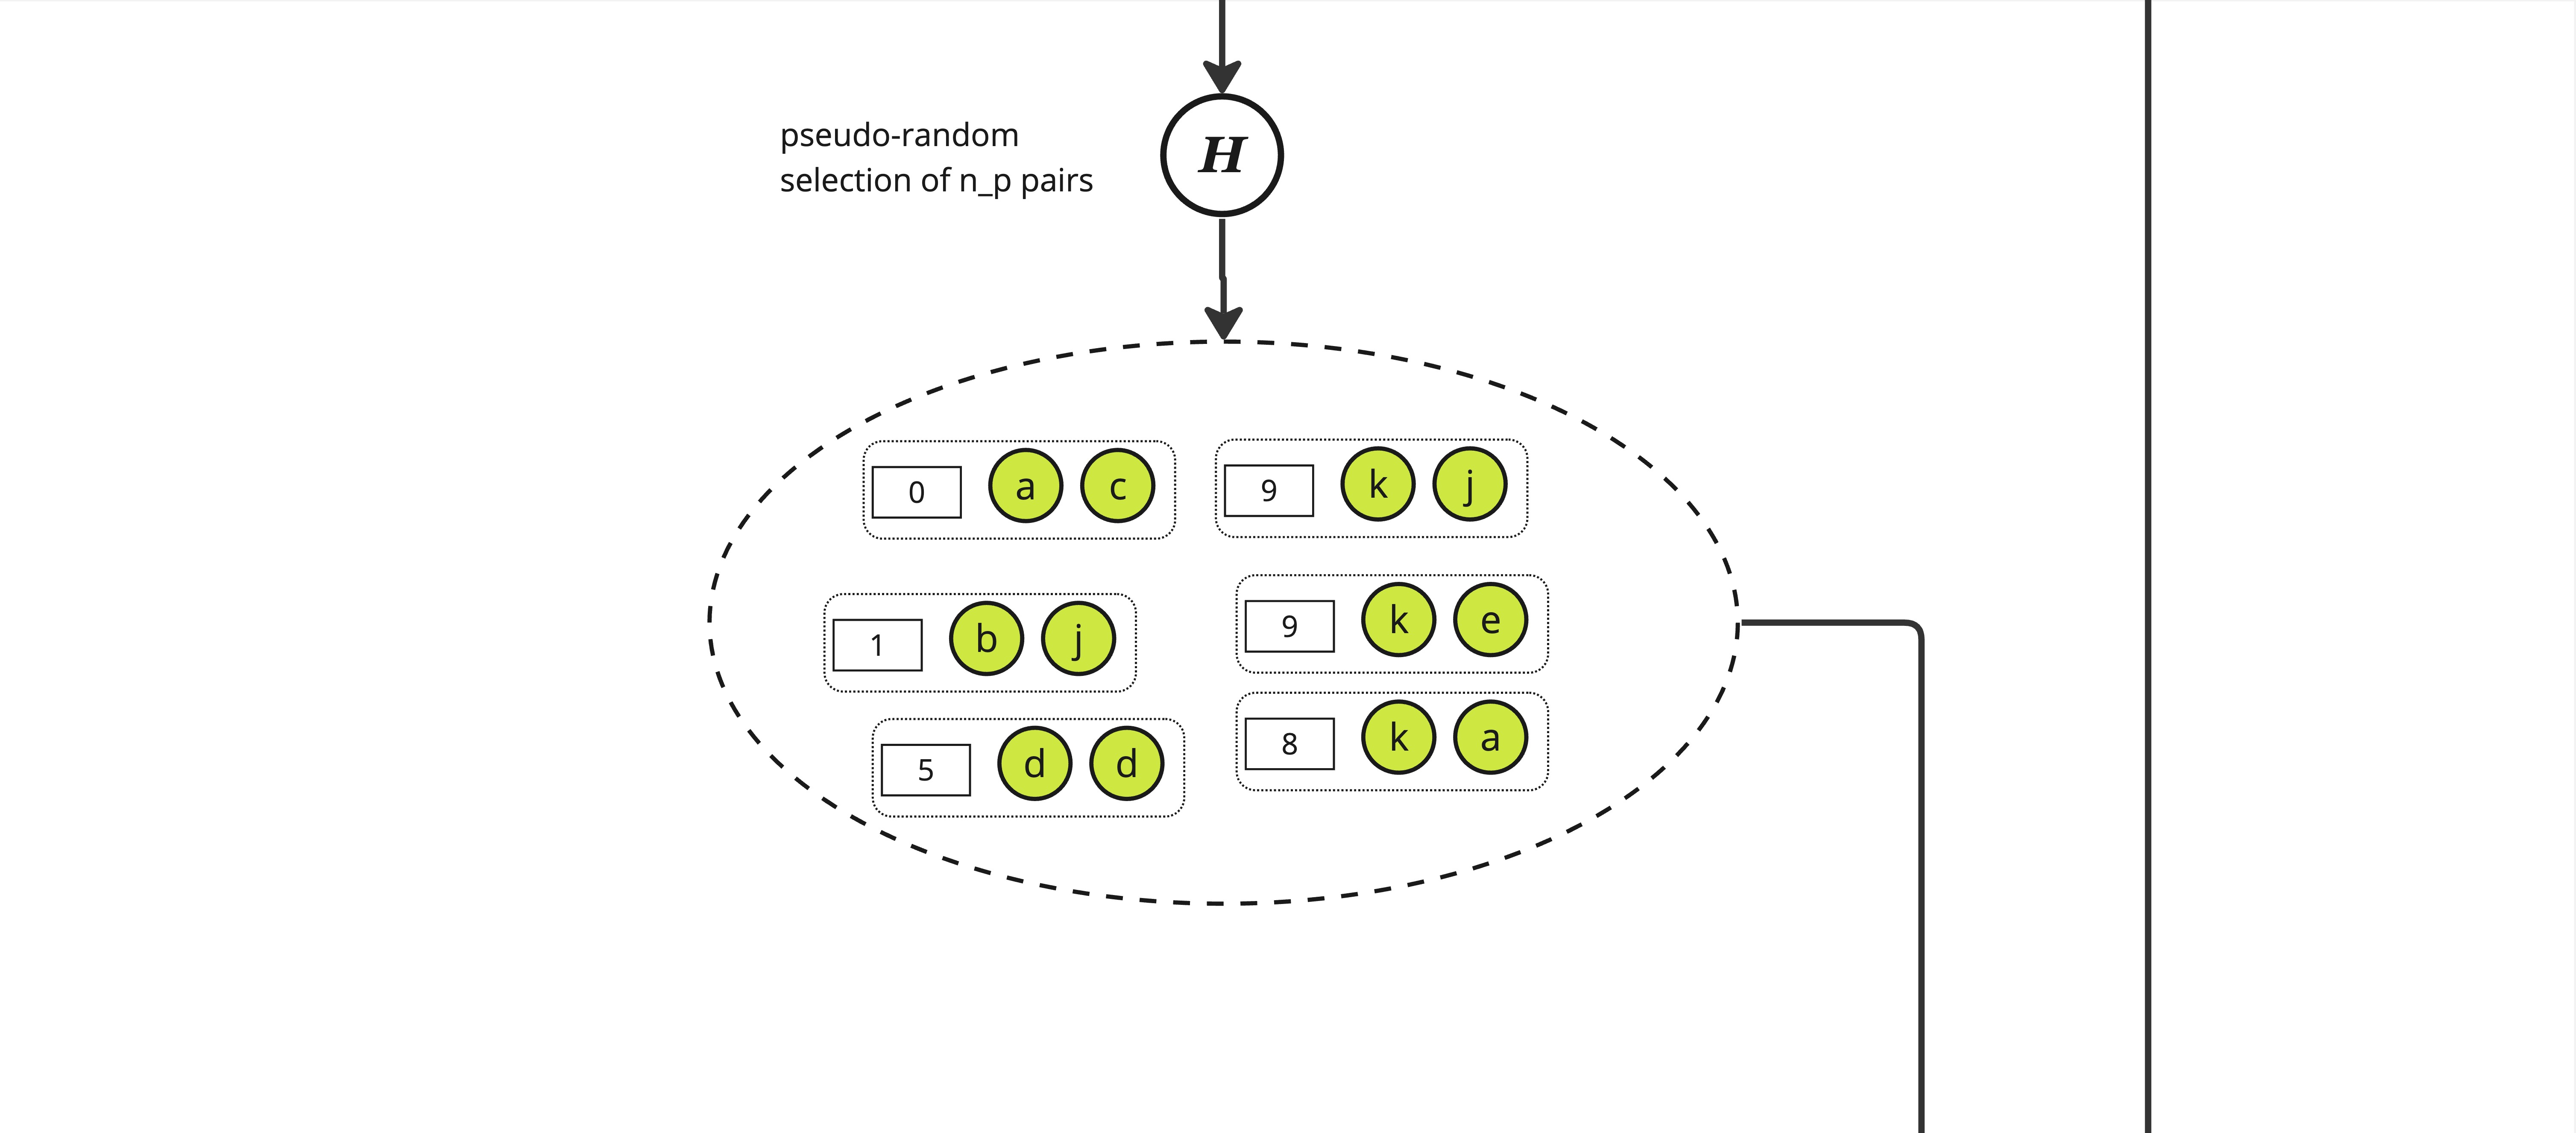 pseudo-random
selection of n_p pairs
H
0 a c
9 k j
1 b j
9 k e
5 d d
8 k a